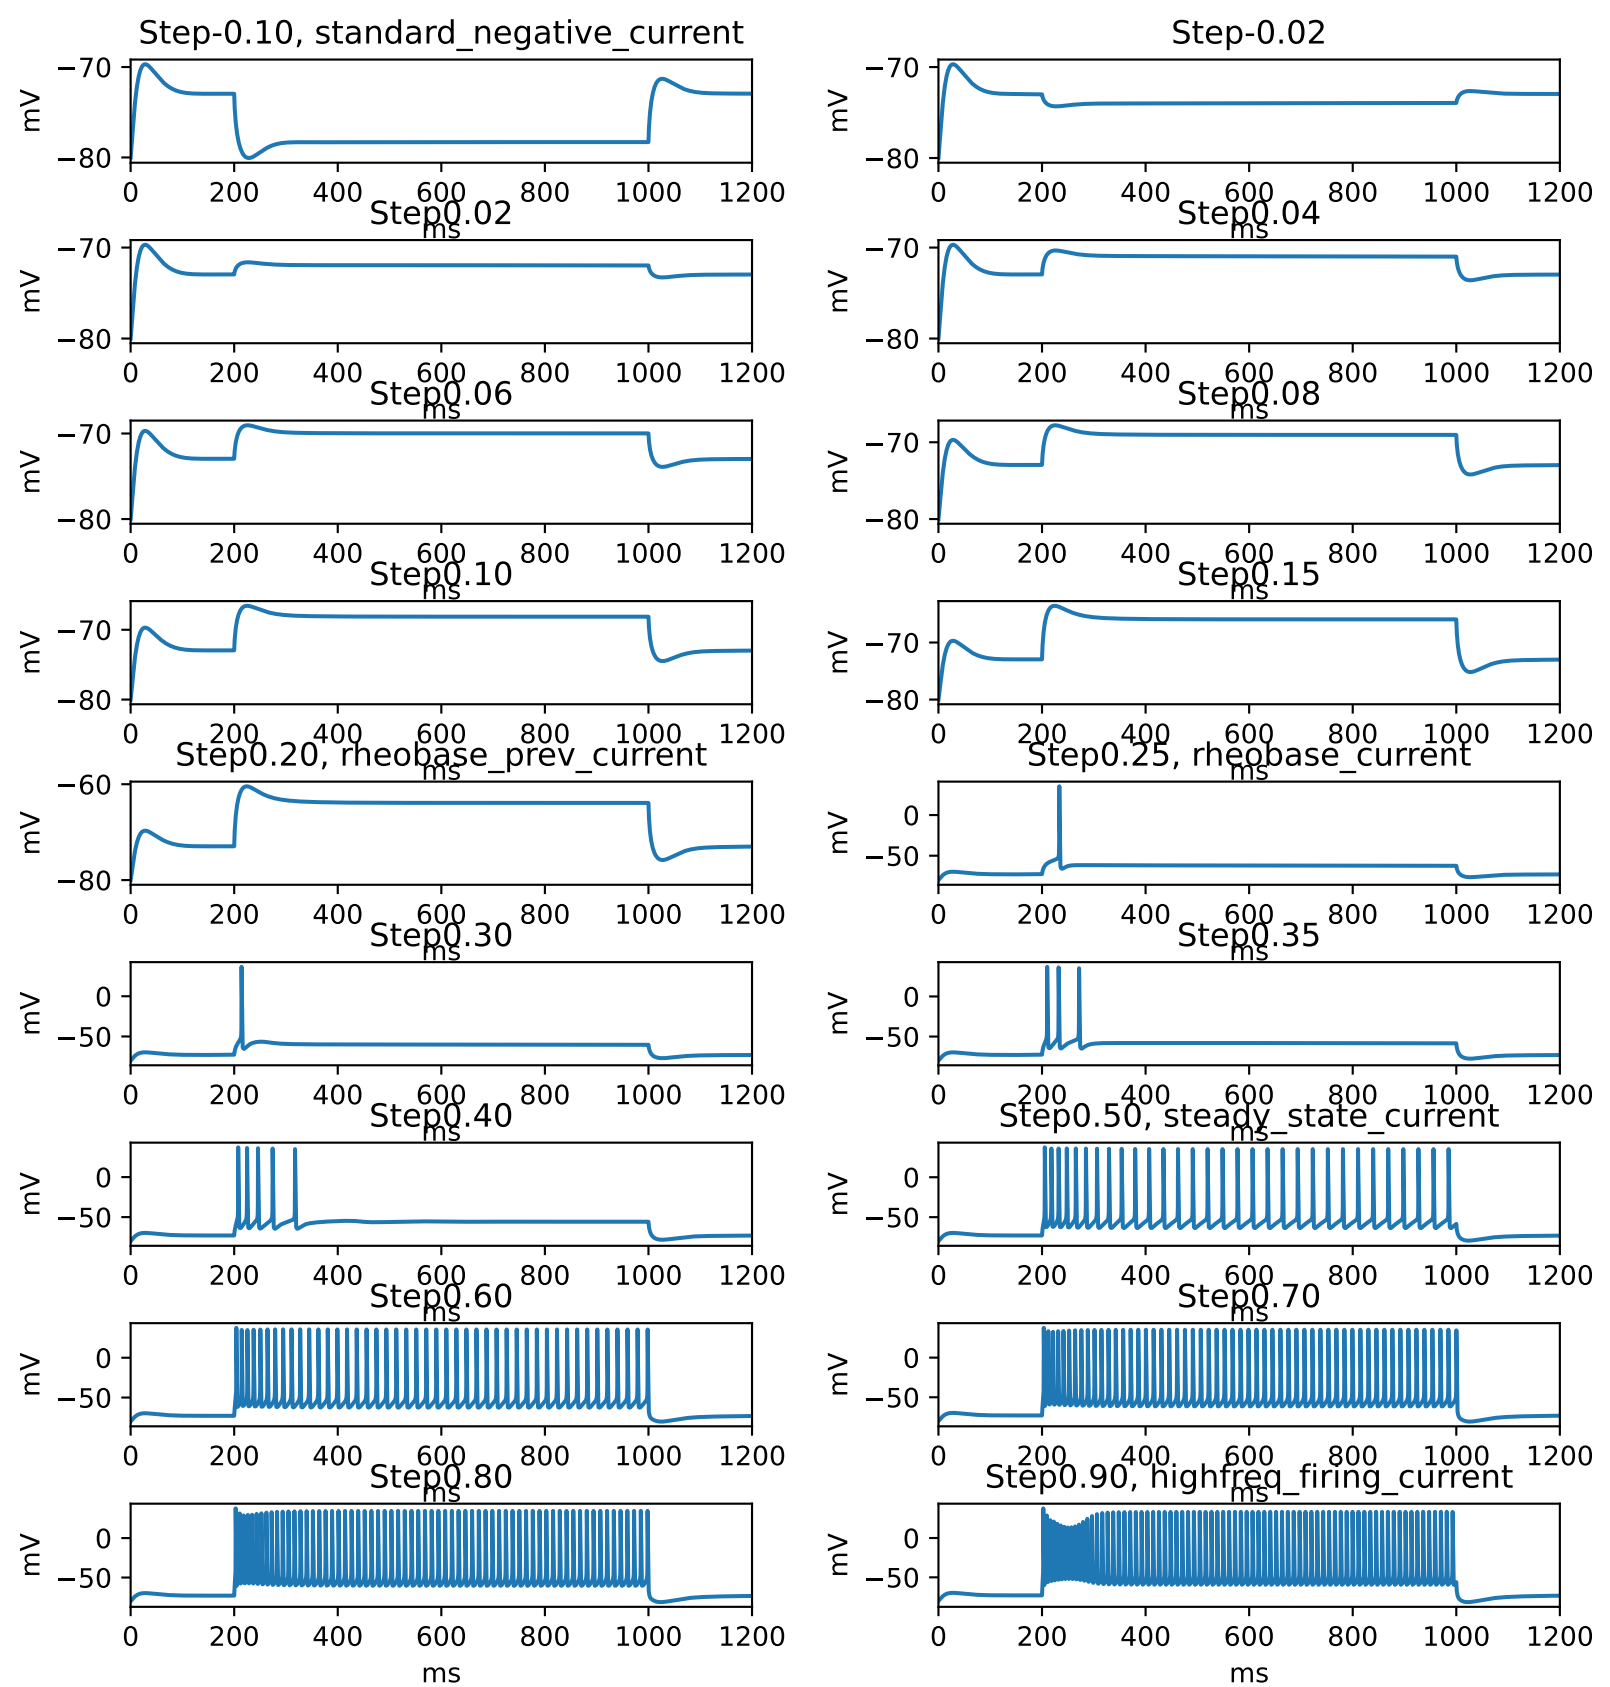 Step-0.10, standard_negative_current
mV
−70
−80
0 200 400 600 800 1000 1200
ms
Step-0.02
mV
−70
−80
0 200 400 600 800 1000 1200
ms
Step0.02
mV
−70
−80
0 200 400 600 800 1000 1200
ms
Step0.04
mV
−70
−80
0 200 400 600 800 1000 1200
ms
Step0.06
mV
−70
−80
0 200 400 600 800 1000 1200
ms
Step0.08
mV
−70
−80
0 200 400 600 800 1000 1200
ms
Step0.10
mV
−70
−80
0 200 400 600 800 1000 1200
ms
Step0.15
mV
−70
−80
0 200 400 600 800 1000 1200
ms
Step0.20, rheobase_prev_current
mV
−60
−80
0 200 400 600 800 1000 1200
ms
Step0.25, rheobase_current
mV
0
−50
0 200 400 600 800 1000 1200
ms
Step0.30
mV
0
−50
0 200 400 600 800 1000 1200
ms
Step0.35
mV
0
−50
0 200 400 600 800 1000 1200
ms
Step0.40
mV
0
−50
0 200 400 600 800 1000 1200
ms
Step0.50, steady_state_current
mV
0
−50
0 200 400 600 800 1000 1200
ms
Step0.60
mV
0
−50
0 200 400 600 800 1000 1200
ms
Step0.70
mV
0
−50
0 200 400 600 800 1000 1200
ms
Step0.80
mV
0
−50
0 200 400 600 800 1000 1200
ms
Step0.90, highfreq_firing_current
mV
0
−50
0 200 400 600 800 1000 1200
ms